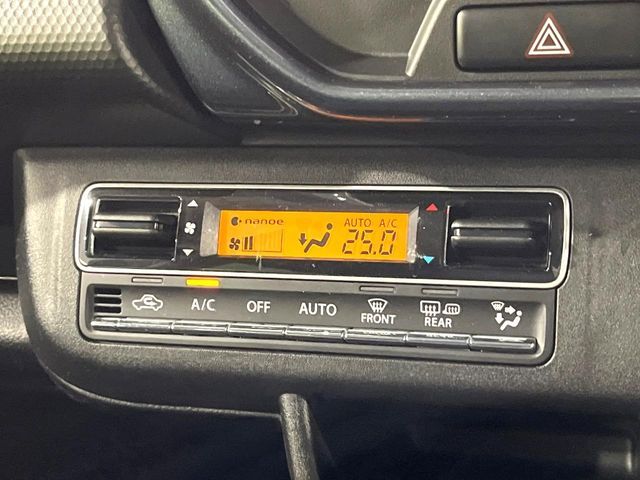 nanoe
AUTO A/C
25.0
A/C OFF AUTO FRONT REAR